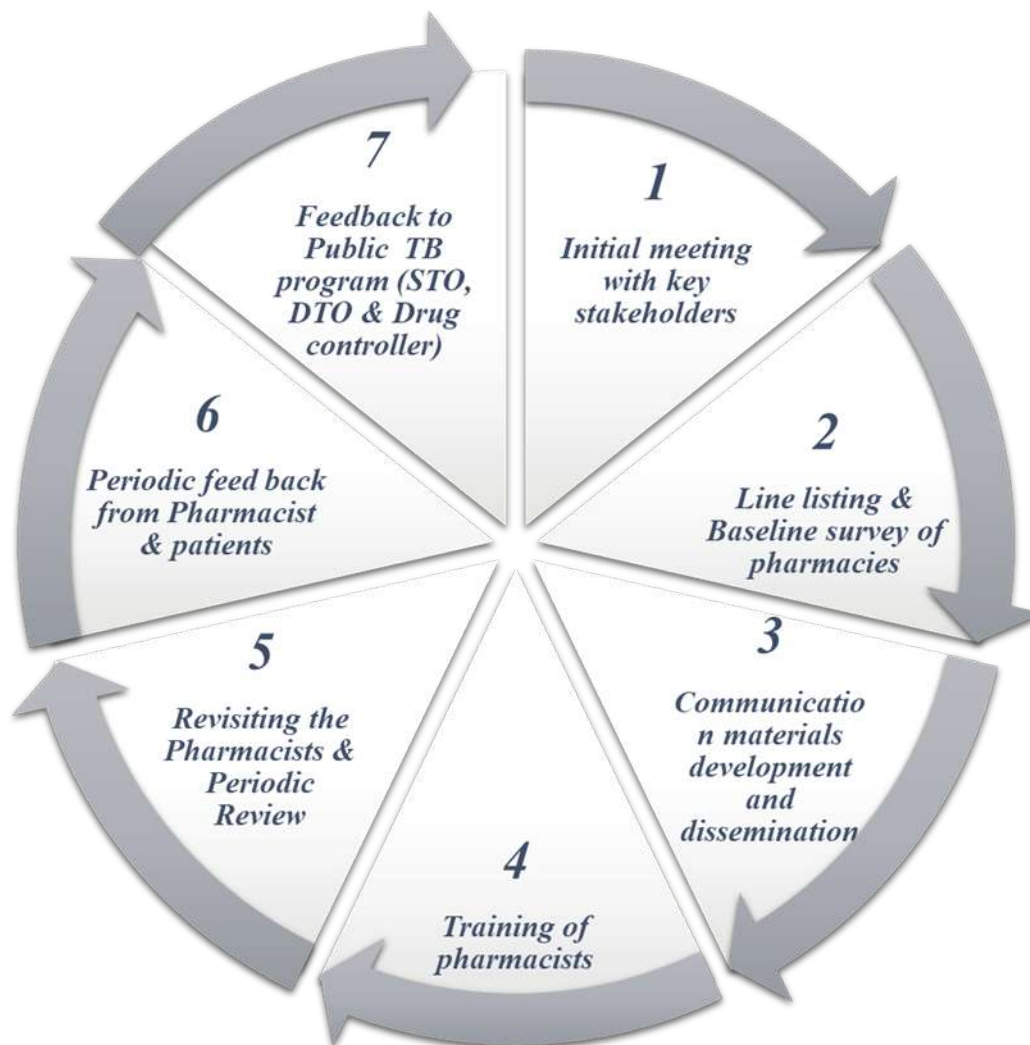 1
Initial meeting
with key
stakeholders
2
Line listing &
Baseline survey of
pharmacies
3
Communicatio
n materials
development
and
dissemination
4
Training of
pharmacists
5
Revisiting the
Pharmacists &
Periodic
Review
6
Periodic feed back
from Pharmacist
& patients
7
Feedback to
Public TB
program (STO,
DTO & Drug
controller)